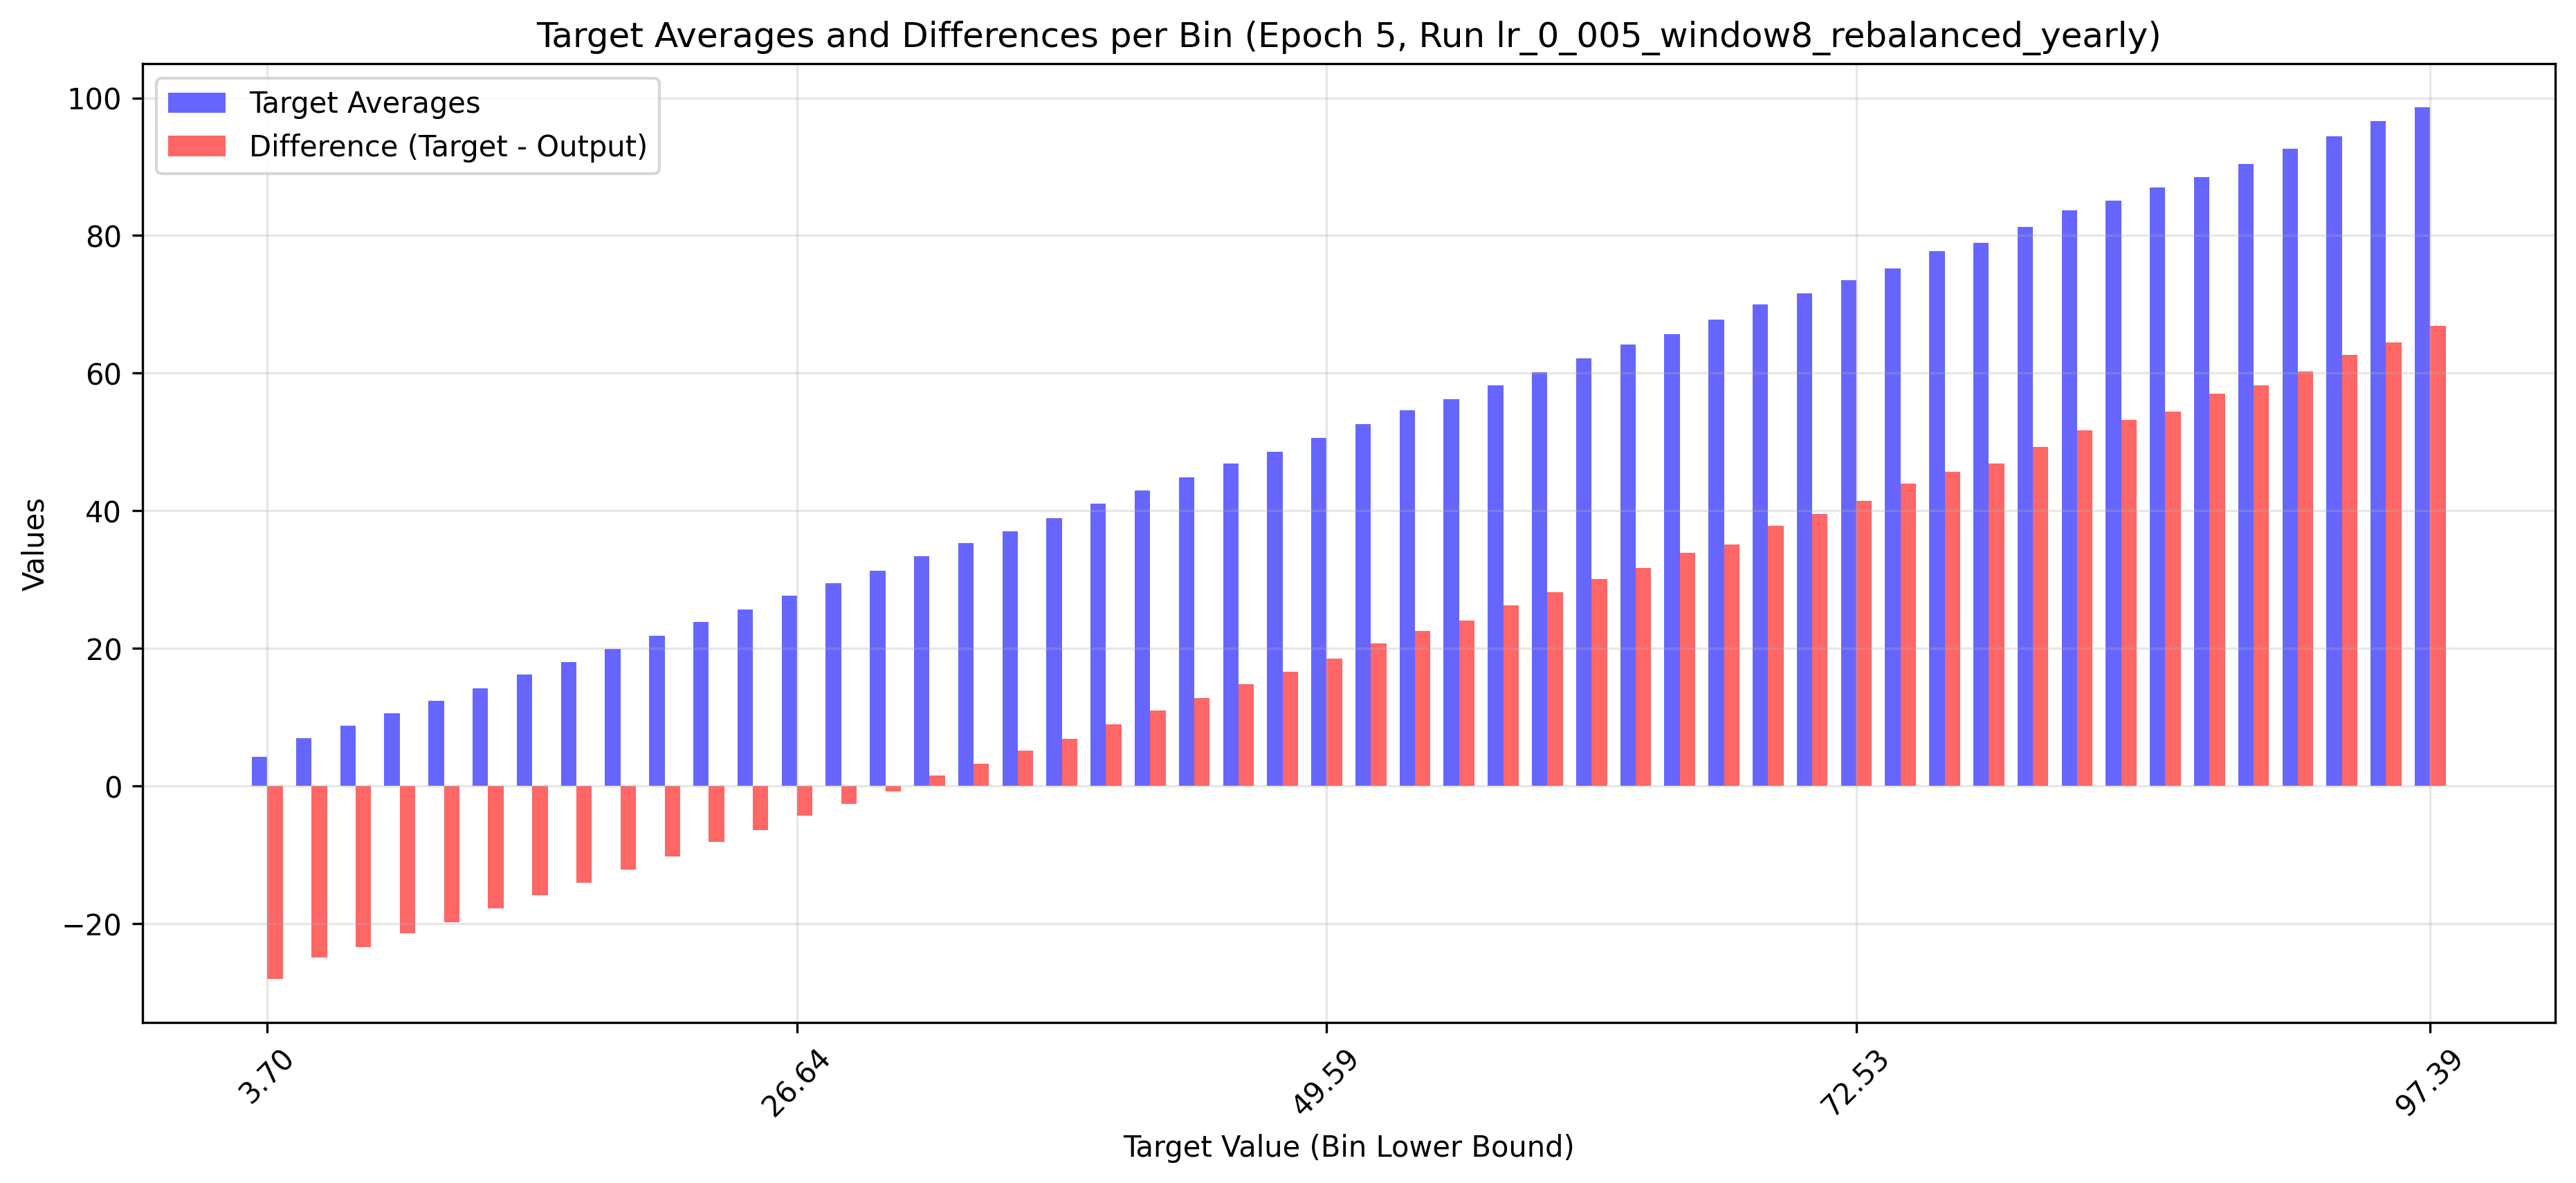 Target Averages and Differences per Bin (Epoch 5, Run lr_0_005_window8_rebalanced_yearly)
Target Averages
Difference (Target - Output)
100
80
60
40
20
0
−20
Values
3.70
26.64
49.59
72.53
97.39
Target Value (Bin Lower Bound)